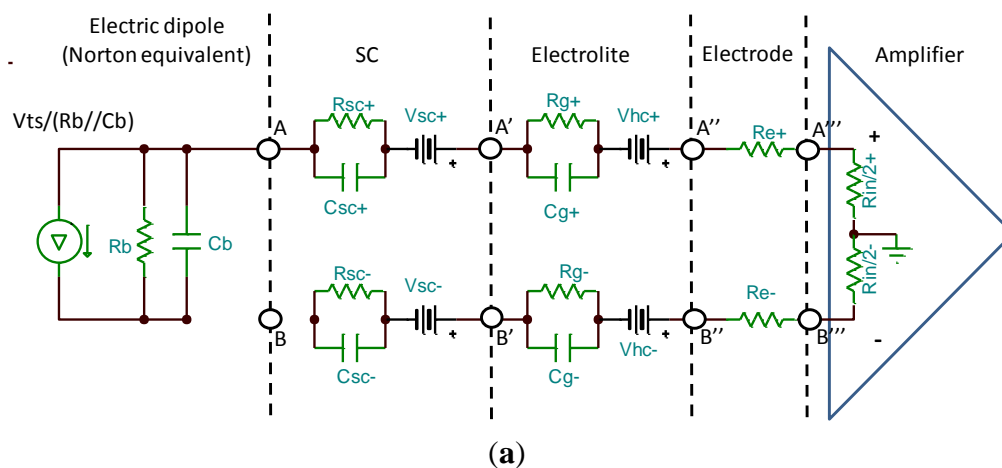 Electric dipole
(Norton equivalent)
SC
Electrolite
Electrode
Amplifier
-
Vts/(Rb//Cb)
A
Rsc+
Vsc+
+
Csc+
A’
Rg+
Vhc+
+
Cg+
A’’
Re+
A’’’’
+
Rin/2+
Rb
Cb
B
Rsc-
Vsc-
+
Csc-
B’
Rg-
Vhc-
+
Cg-
B’’
Re-
B’’’’
Rin/2-
-
(a)